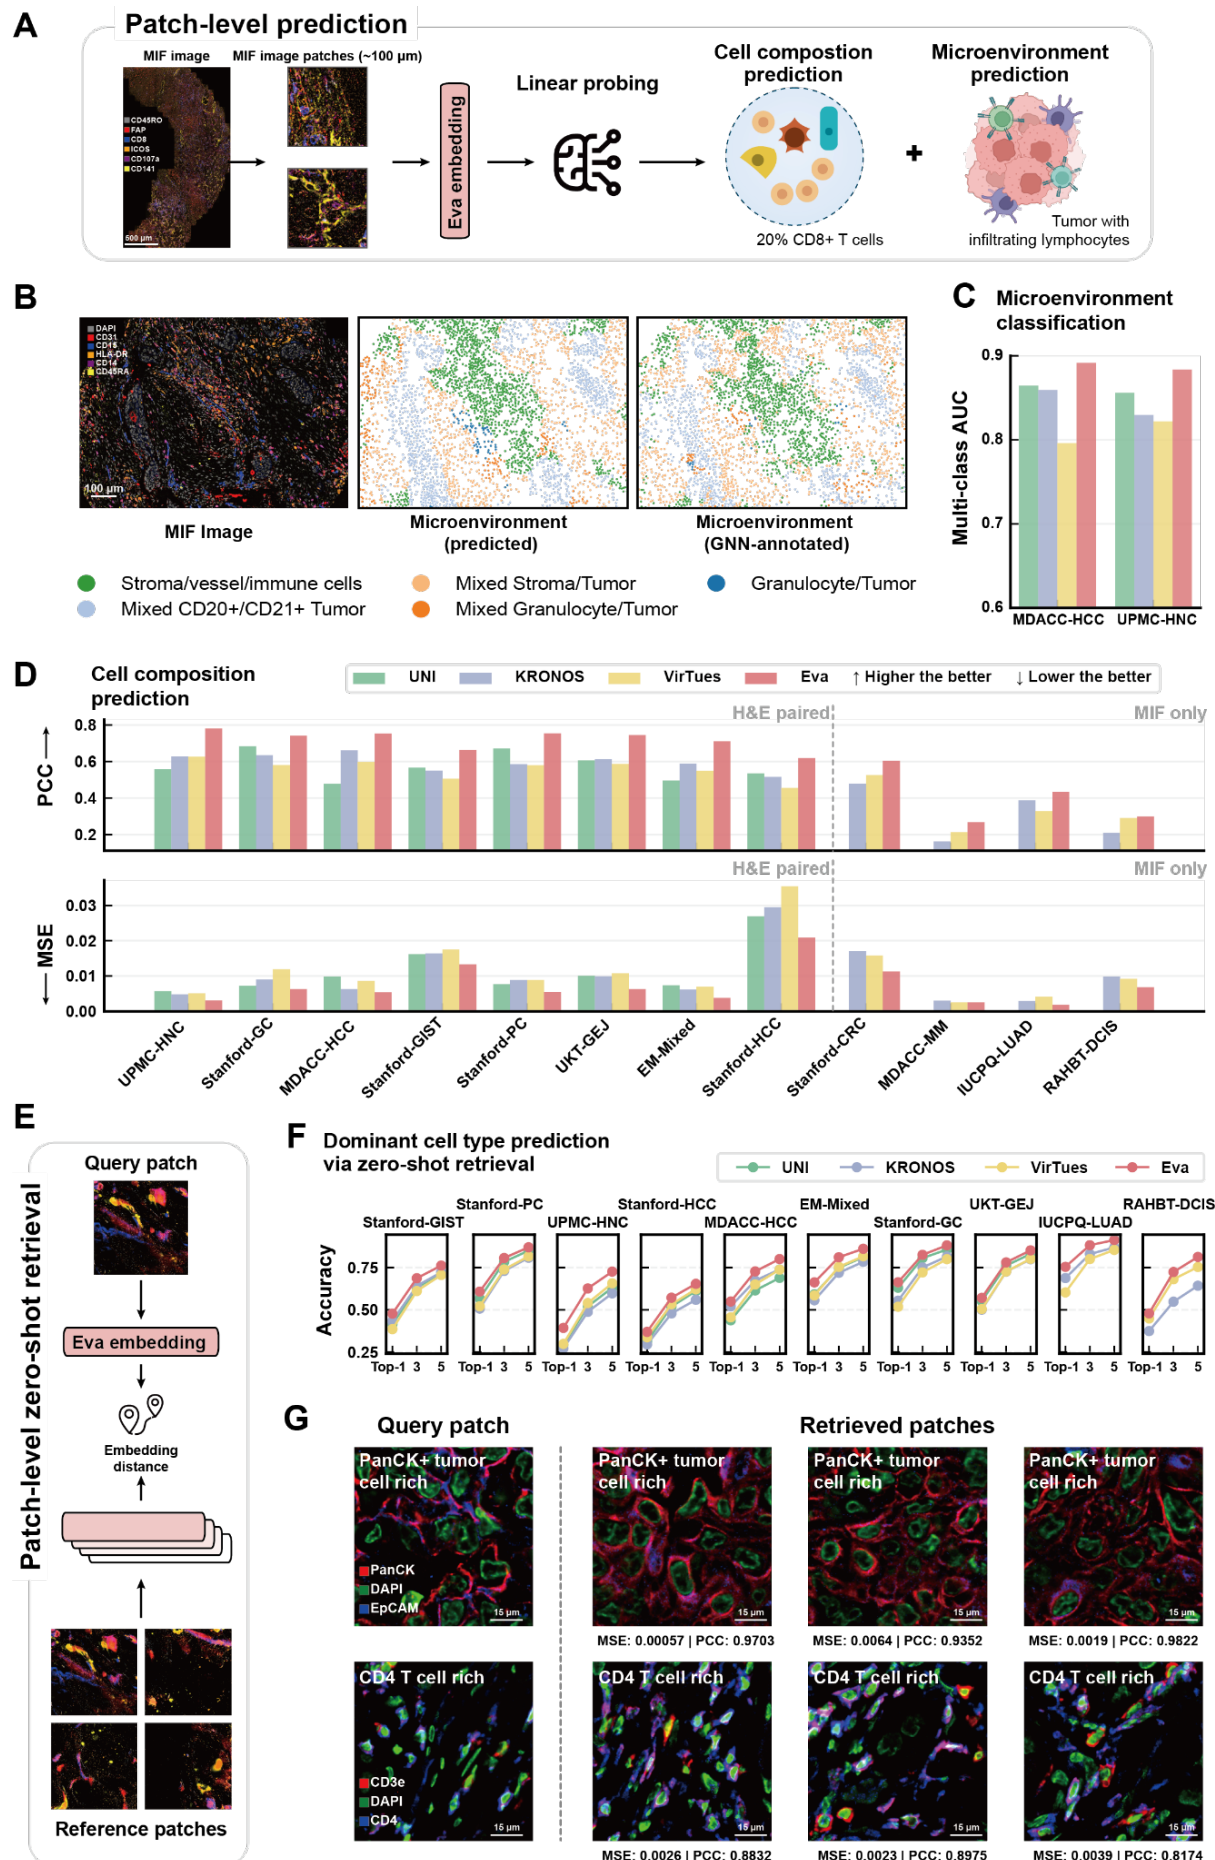 A
Patch-level prediction
MIF image
MIF image patches (~100 µm)
CD45RO
FAP
CD8
ICOS
CD107a
CD141
500 µm
Eva embedding
Linear probing
Cell compostion
prediction
20% CD8+ T cells
+
Microenvironment
prediction
Tumor with
infiltrating lymphocytes
B
DAPI
CD31
CD15
HLA-DR
CD14
CD45RA
100 µm
MIF Image
Microenvironment
(predicted)
Microenvironment
(GNN-annotated)
Stroma/vessel/immune cells
Mixed Stroma/Tumor
Granulocyte/Tumor
Mixed CD20+/CD21+ Tumor
Mixed Granulocyte/Tumor
C
Microenvironment
classification
Multi-class AUC
0.9
0.8
0.7
0.6
MDACC-HCC
UPMC-HNC
D
Cell composition
prediction
UNI
KRONOS
VirTues
Eva
↑ Higher the better
↓ Lower the better
H&E paired
MIF only
PCC
0.8
0.6
0.4
0.2
H&E paired
MIF only
MSE
0.03
0.02
0.01
0.00
UPMC-HNC
Stanford-GC
MDACC-HCC
Stanford-GIST
Stanford-PC
UKT-GEJ
EM-Mixed
Stanford-HCC
Stanford-CRC
MDACC-MM
IUCPQ-LUAD
RAHBT-DCIS
E
Patch-level zero-shot retrieval
Query patch
Eva embedding
Embedding
distance
Reference patches
F
Dominant cell type prediction
via zero-shot retrieval
UNI
KRONOS
VirTues
Eva
Stanford-GIST
Stanford-PC
UPMC-HNC
Stanford-HCC
MDACC-HCC
EM-Mixed
Stanford-GC
UKT-GEJ
IUCPQ-LUAD
RAHBT-DCIS
Accuracy
0.75
0.50
0.25
Top-1 3 5
Top-1 3 5
Top-1 3 5
Top-1 3 5
Top-1 3 5
Top-1 3 5
Top-1 3 5
Top-1 3 5
Top-1 3 5
Top-1 3 5
G
Query patch
Retrieved patches
PanCK+ tumor
cell rich
PanCK
DAPI
EpCAM
PanCK+ tumor
cell rich
15 µm
PanCK+ tumor
cell rich
15 µm
PanCK+ tumor
cell rich
15 µm
MSE: 0.00057 | PCC: 0.9703
MSE: 0.0064 | PCC: 0.9352
MSE: 0.0019 | PCC: 0.9822
15 µm
CD4 T cell rich
CD3e
DAPI
CD4
15 µm
CD4 T cell rich
15 µm
CD4 T cell rich
15 µm
CD4 T cell rich
15 µm
MSE: 0.0026 | PCC: 0.8832
MSE: 0.0023 | PCC: 0.8975
MSE: 0.0039 | PCC: 0.8174